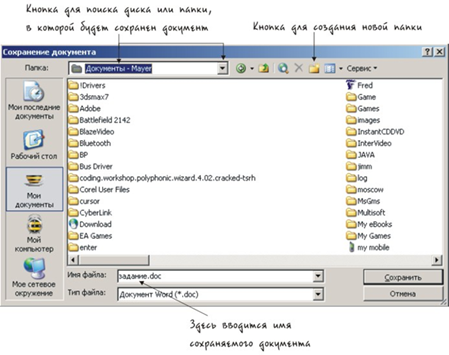 Кнопка для поиска диска или папки,
в которой будет сохранен документ
Кнопка для создания новой папки
Сохранение документа
Папка:
Документы - Mayer
Сервис
Мои последние
документы
Рабочий стол
Мои
документы
Мой
компьютер
Мое сетевое
окружение
!Drivers
3dsmax7
Adobe
Battlefield 2142
BlazeVideo
Bluetooth
BP
Bus Driver
coding.workshop.polyphonic.wizard.4.02.cracked-tsrh
Corel User Files
cursor
CyberLink
Download
EA Games
enter
Fred
Game
Games
images
InstantCDDVD
InterVideo
JAVA
jimm
log
moscow
MsGms
Multisoft
My eBooks
My Games
my mobile
Имя файла:
задание.doc
Сохранить
Тип файла:
Документ Word (*.doc)
Отмена
Здесь вводится имя
сохраняемого документа